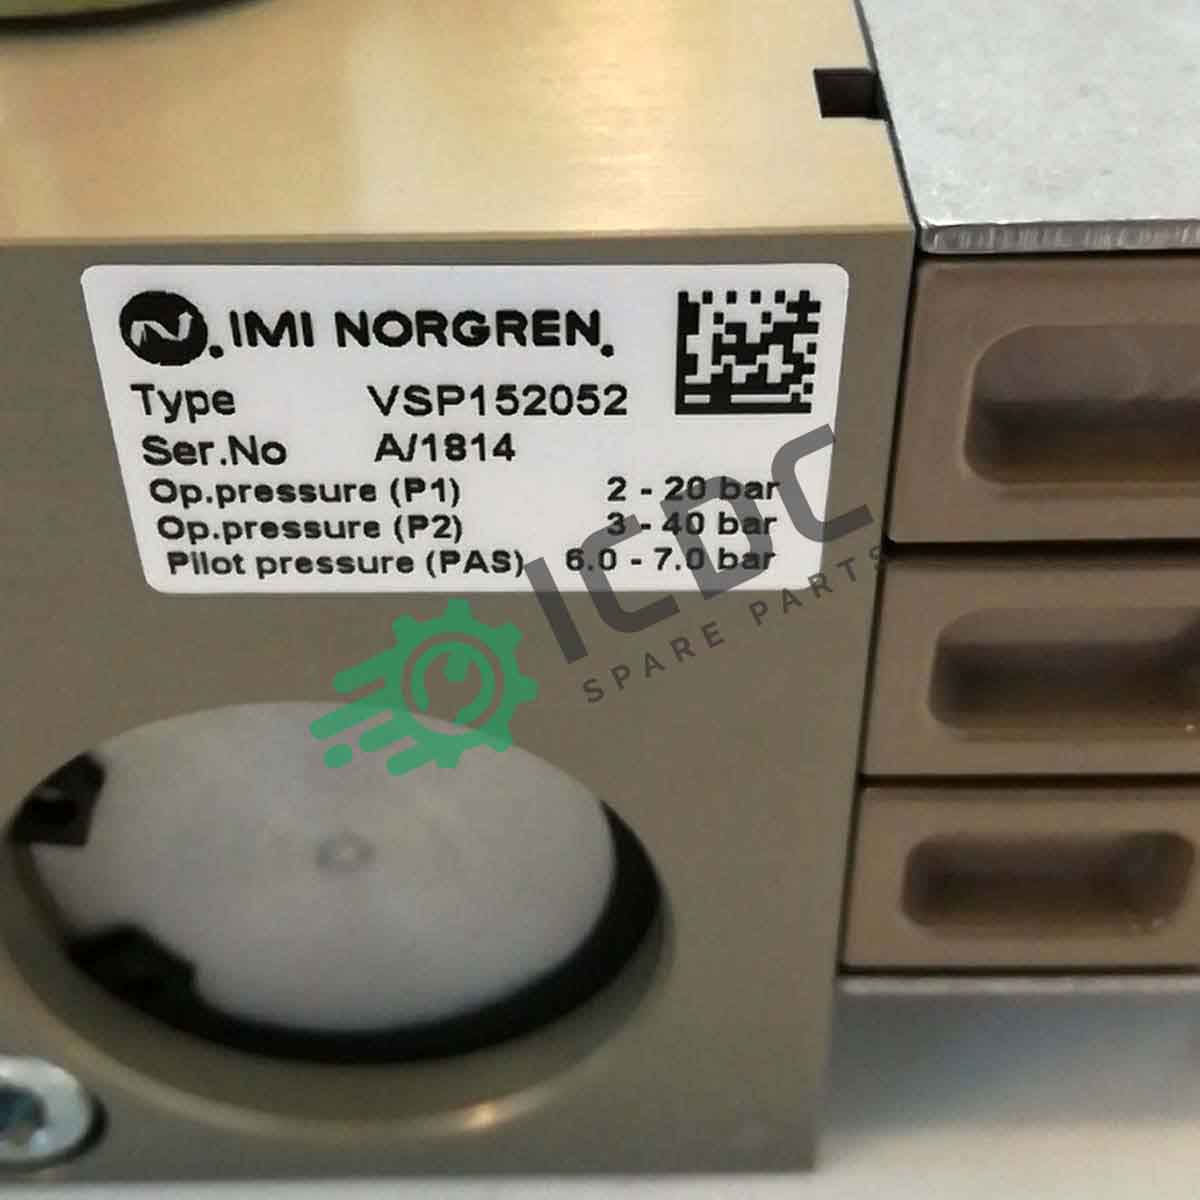 IMI NORGREN.
Type VSP152052
Ser.No A/1814
Op.pressure (P1) 2 - 20 bar
Op.pressure (P2) 3 - 40 bar
Pilot pressure (PAS) 6.0 - 7.0 bar
ICDC
SPARE PARTS